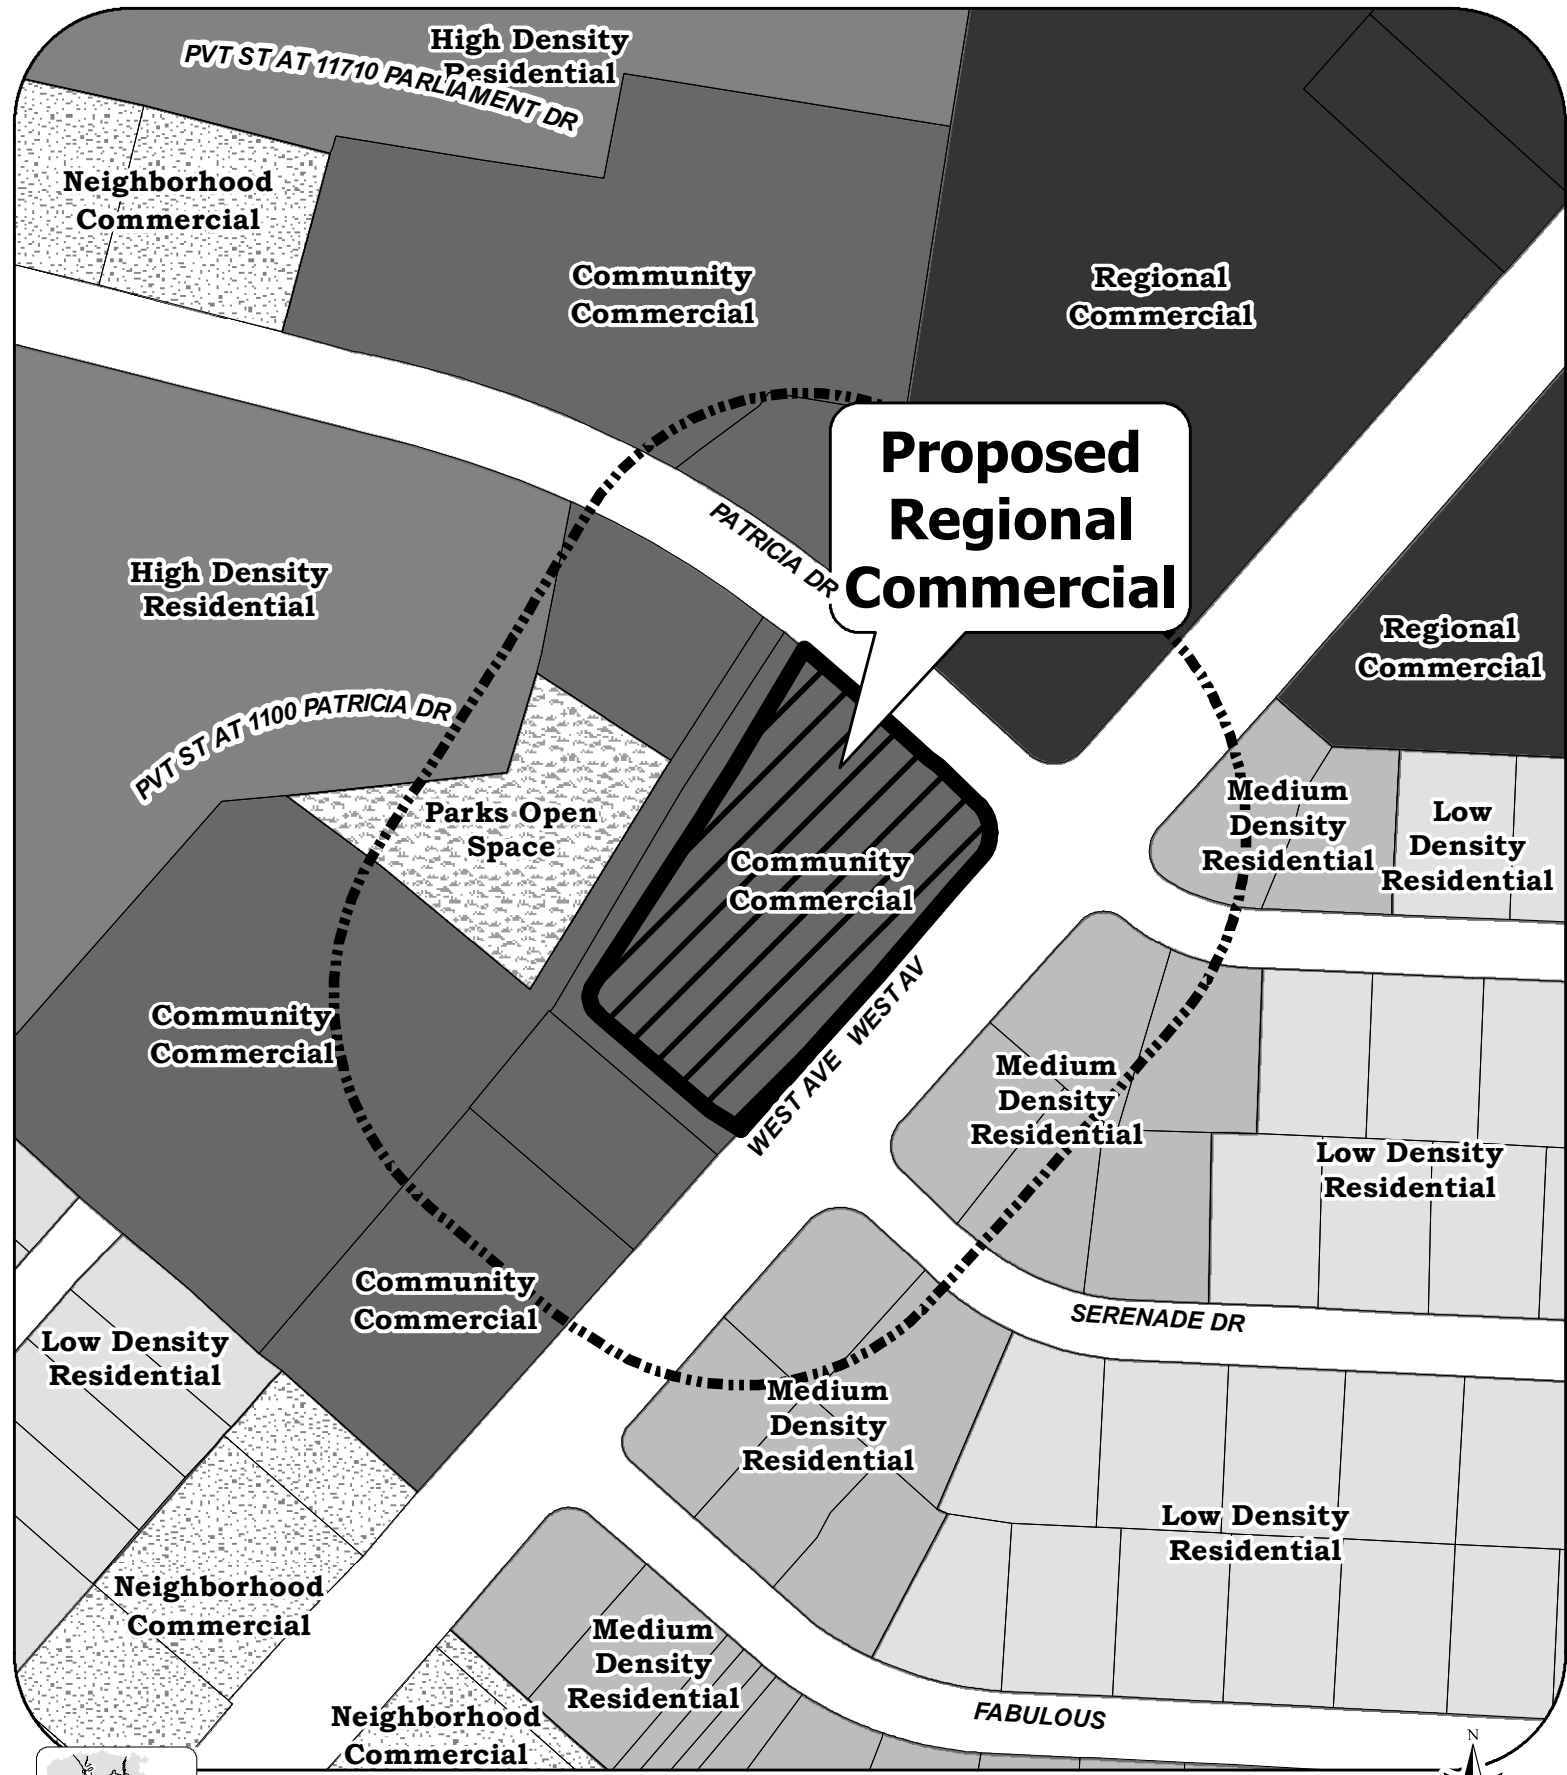 High Density
Residential
PVT ST AT 11710 PARLIAMENT DR
Neighborhood
Commercial
Community
Commercial
Regional
Commercial
Proposed
Regional
Commercial
PATRICIA DR
High Density
Residential
Regional
Commercial
PVT ST AT 1100 PATRICIA DR
Parks Open
Space
Medium
Density
Residential
Low
Density
Residential
Community
Commercial
WEST AV
WEST AVE
Community
Commercial
Medium
Density
Residential
Low Density
Residential
Community
Commercial
SERENADE DR
Low Density
Residential
Medium
Density
Residential
Low Density
Residential
Neighborhood
Commercial
Medium
Density
Residential
Neighborhood
Commercial
FABULOUS
N